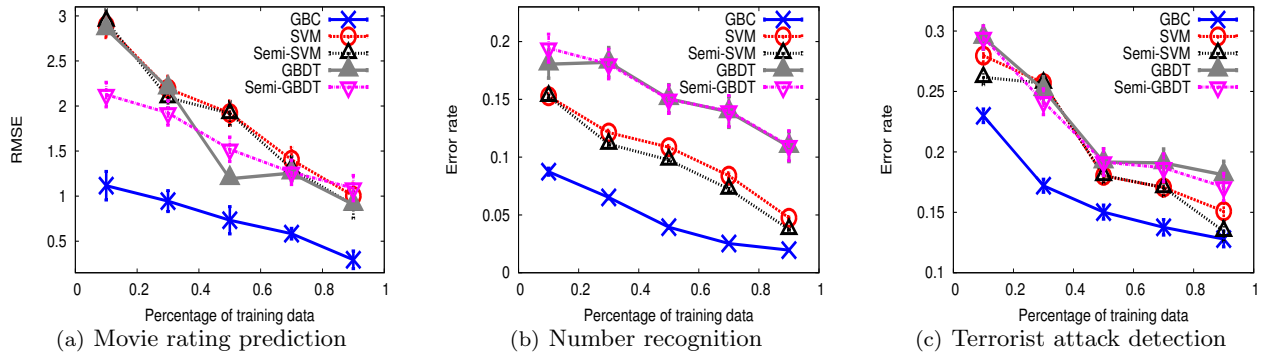 GBC
SVM
Semi-SVM
GBDT
Semi-GBDT
RMSE
3
2.5
2
1.5
1
0.5
0 0.2 0.4 0.6 0.8 1
Percentage of training data
(a) Movie rating prediction
GBC
SVM
Semi-SVM
GBDT
Semi-GBDT
Error rate
0.2
0.15
0.1
0.05
0
0 0.2 0.4 0.6 0.8 1
Percentage of training data
(b) Number recognition
GBC
SVM
Semi-SVM
GBDT
Semi-GBDT
Error rate
0.3
0.25
0.2
0.15
0.1
0 0.2 0.4 0.6 0.8 1
Percentage of training data
(c) Terrorist attack detection